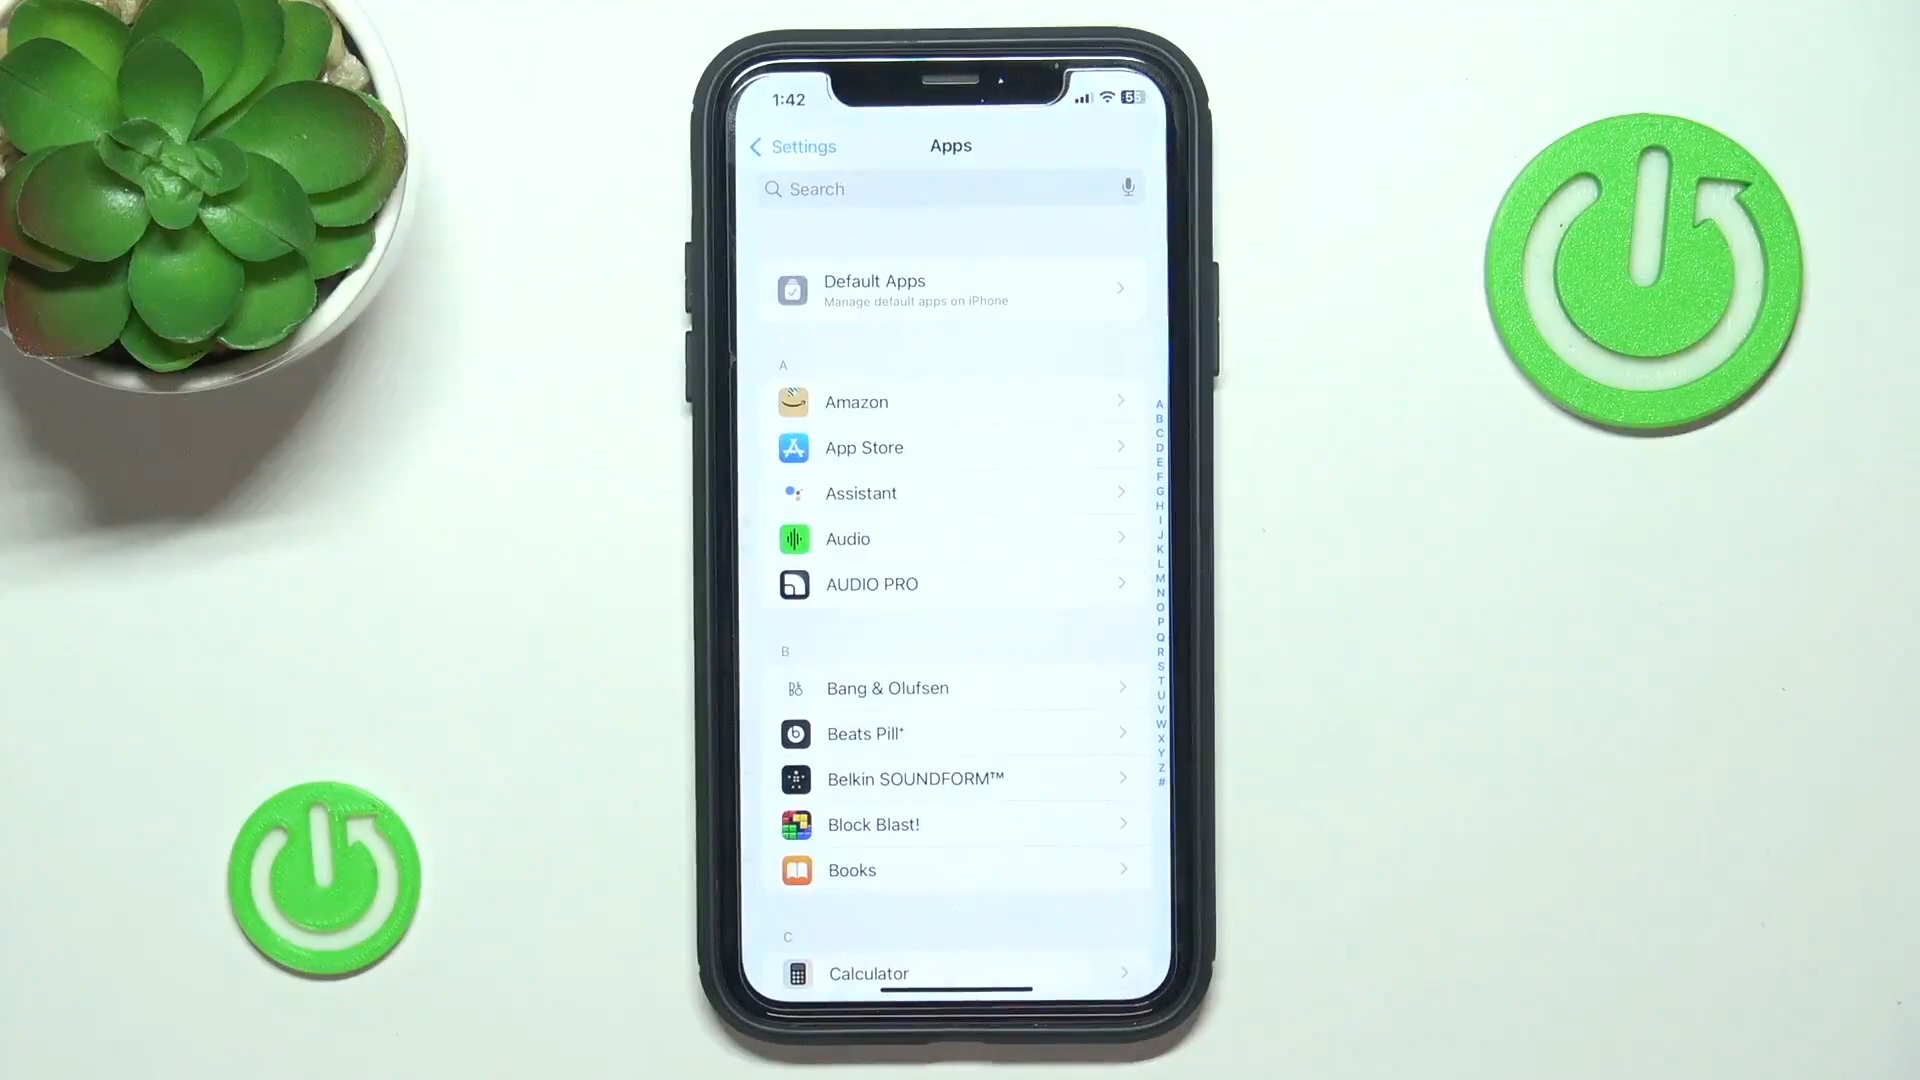 1:42
55
Settings
Apps
Search
Default Apps
Manage default apps on iPhone
A
Amazon
App Store
Assistant
Audio
AUDIO PRO
B
Bang & Olufsen
Beats Pill⁺
Belkin SOUNDFORM™
Block Blast!
Books
C
Calculator
A
B
C
D
E
F
G
H
I
J
K
L
M
N
O
P
Q
R
S
T
U
V
W
X
Y
Z
#